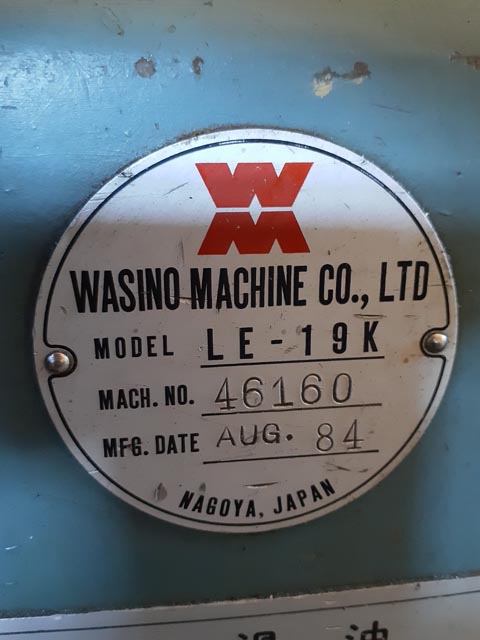 WASINO MACHINE CO., LTD
MODEL LE-19K
MACH. NO. 46160
MFG. DATE AUG. 84
NAGOYA, JAPAN